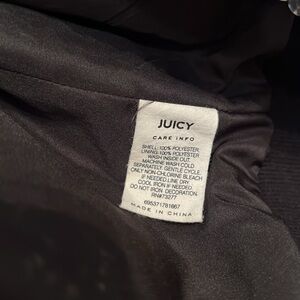 JUICY
CARE INFO
SHELL:100% POLYESTER
LINING:100% POLYESTER
WASH INSIDE OUT.
MACHINE WASH COLD
SEPARATELY, GENTLE CYCLE.
ONLY NON-CHLORINE BLEACH
IF NEEDED.LINE DRY.
COOL IRON IF NEEDED.
DO NOT IRON DECORATION.
RN#73277
695371781667
MADE IN CHINA